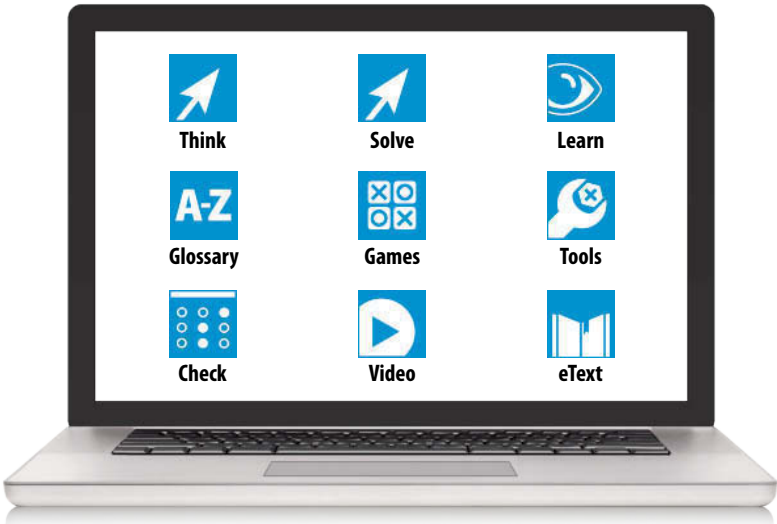 Think
Solve
Learn
A-Z
Glossary
Games
Tools
Check
Video
eText